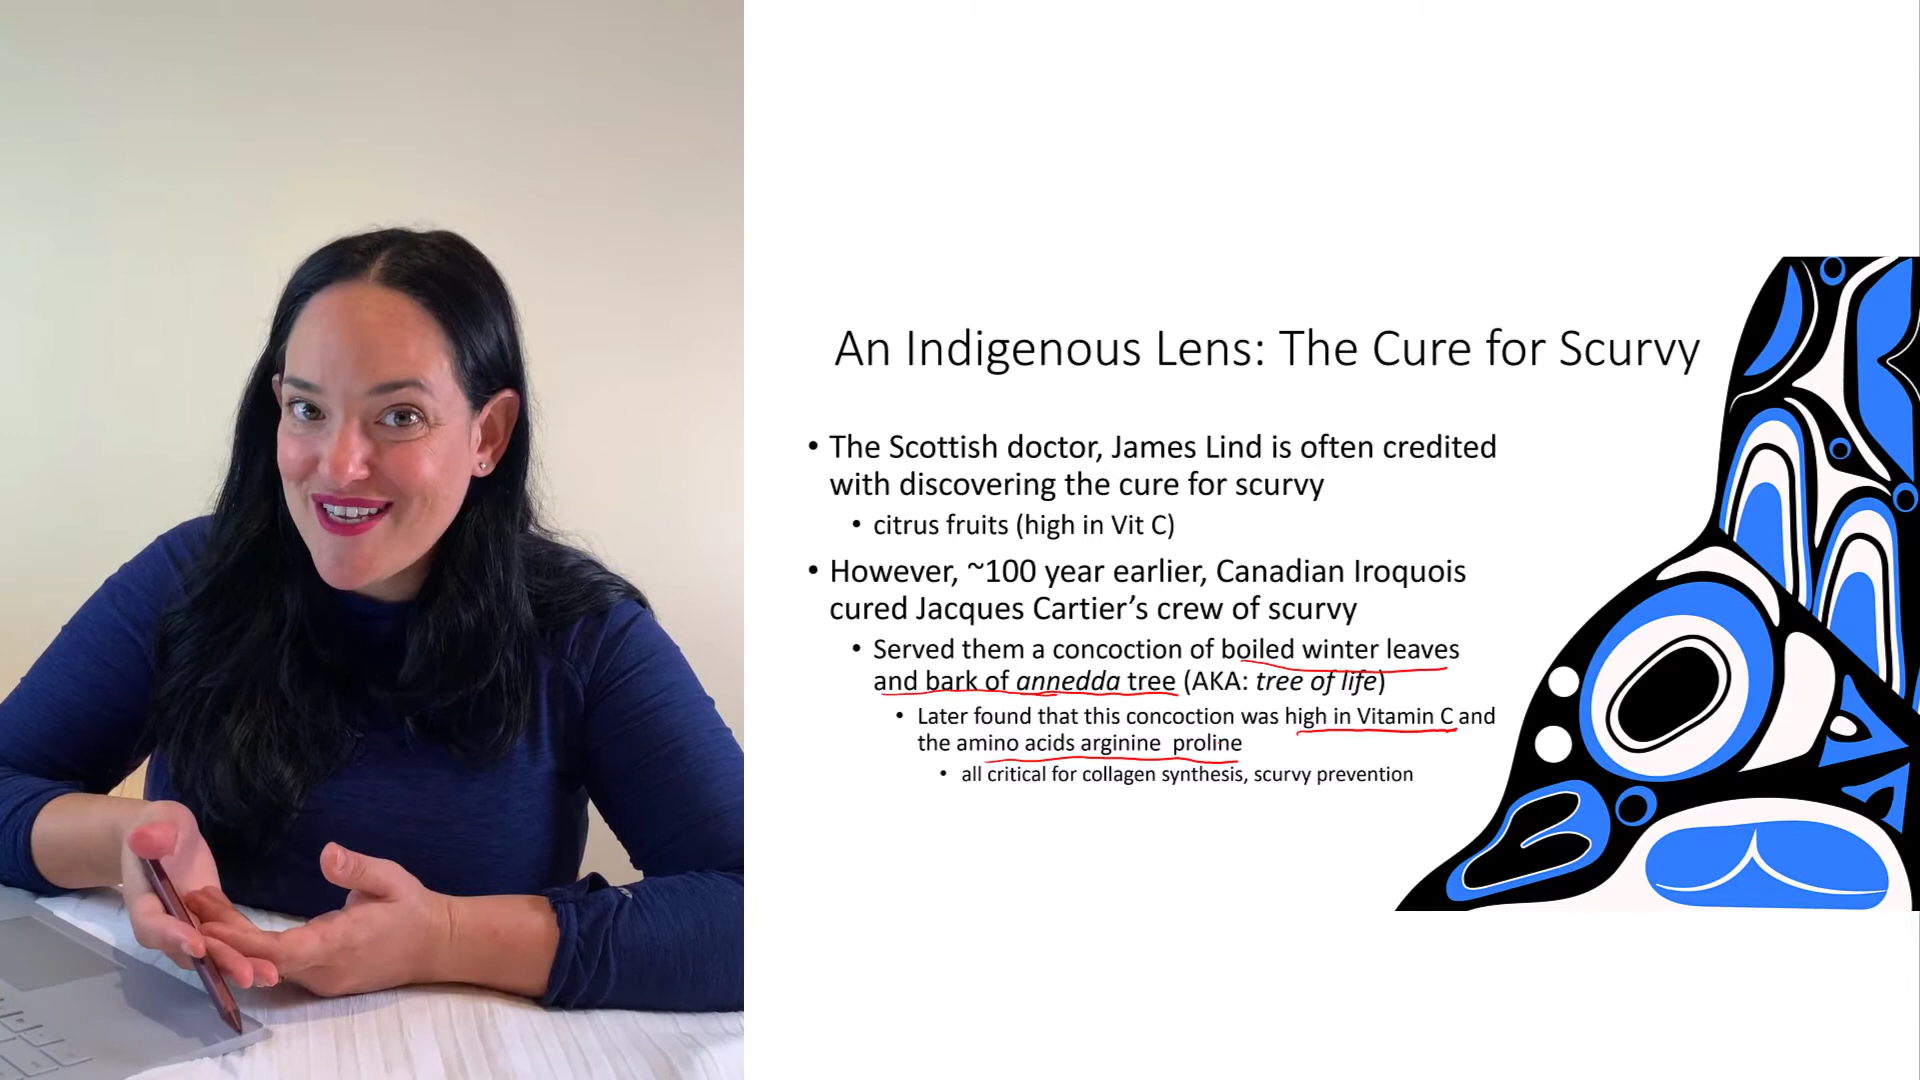 An Indigenous Lens: The Cure for Scurvy
• The Scottish doctor, James Lind is often credited
with discovering the cure for scurvy
• citrus fruits (high in Vit C)
• However, ~100 year earlier, Canadian Iroquois
cured Jacques Cartier’s crew of scurvy
• Served them a concoction of boiled winter leaves
and bark of annedda tree (AKA: tree of life)
• Later found that this concoction was high in Vitamin C and
the amino acids arginine  proline
• all critical for collagen synthesis, scurvy prevention